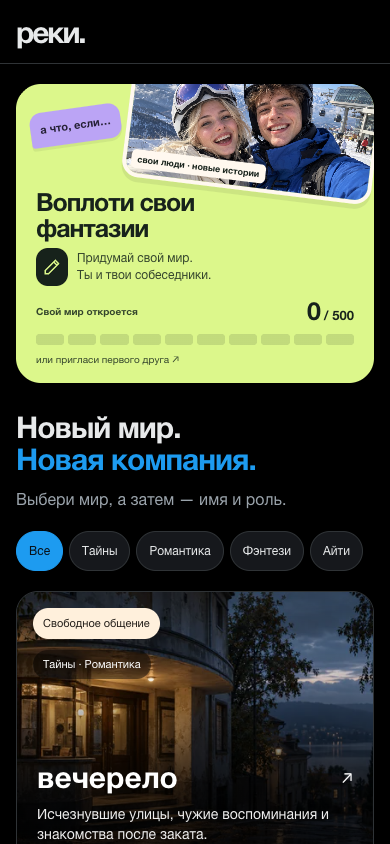 реки.
а что, если...
свои люди · новые истории
Воплоти свои
фантазии
Придумай свой мир.
Ты и твои собеседники.
Свой мир откроется
0 / 500
или пригласи первого друга ↗
Новый мир.
Новая компания.
Выбери мир, а затем — имя и роль.
Все
Тайны
Романтика
Фэнтези
Айти
Свободное общение
Тайны · Романтика
вечерело
Исчезнувшие улицы, чужие воспоминания и
знакомства после заката.